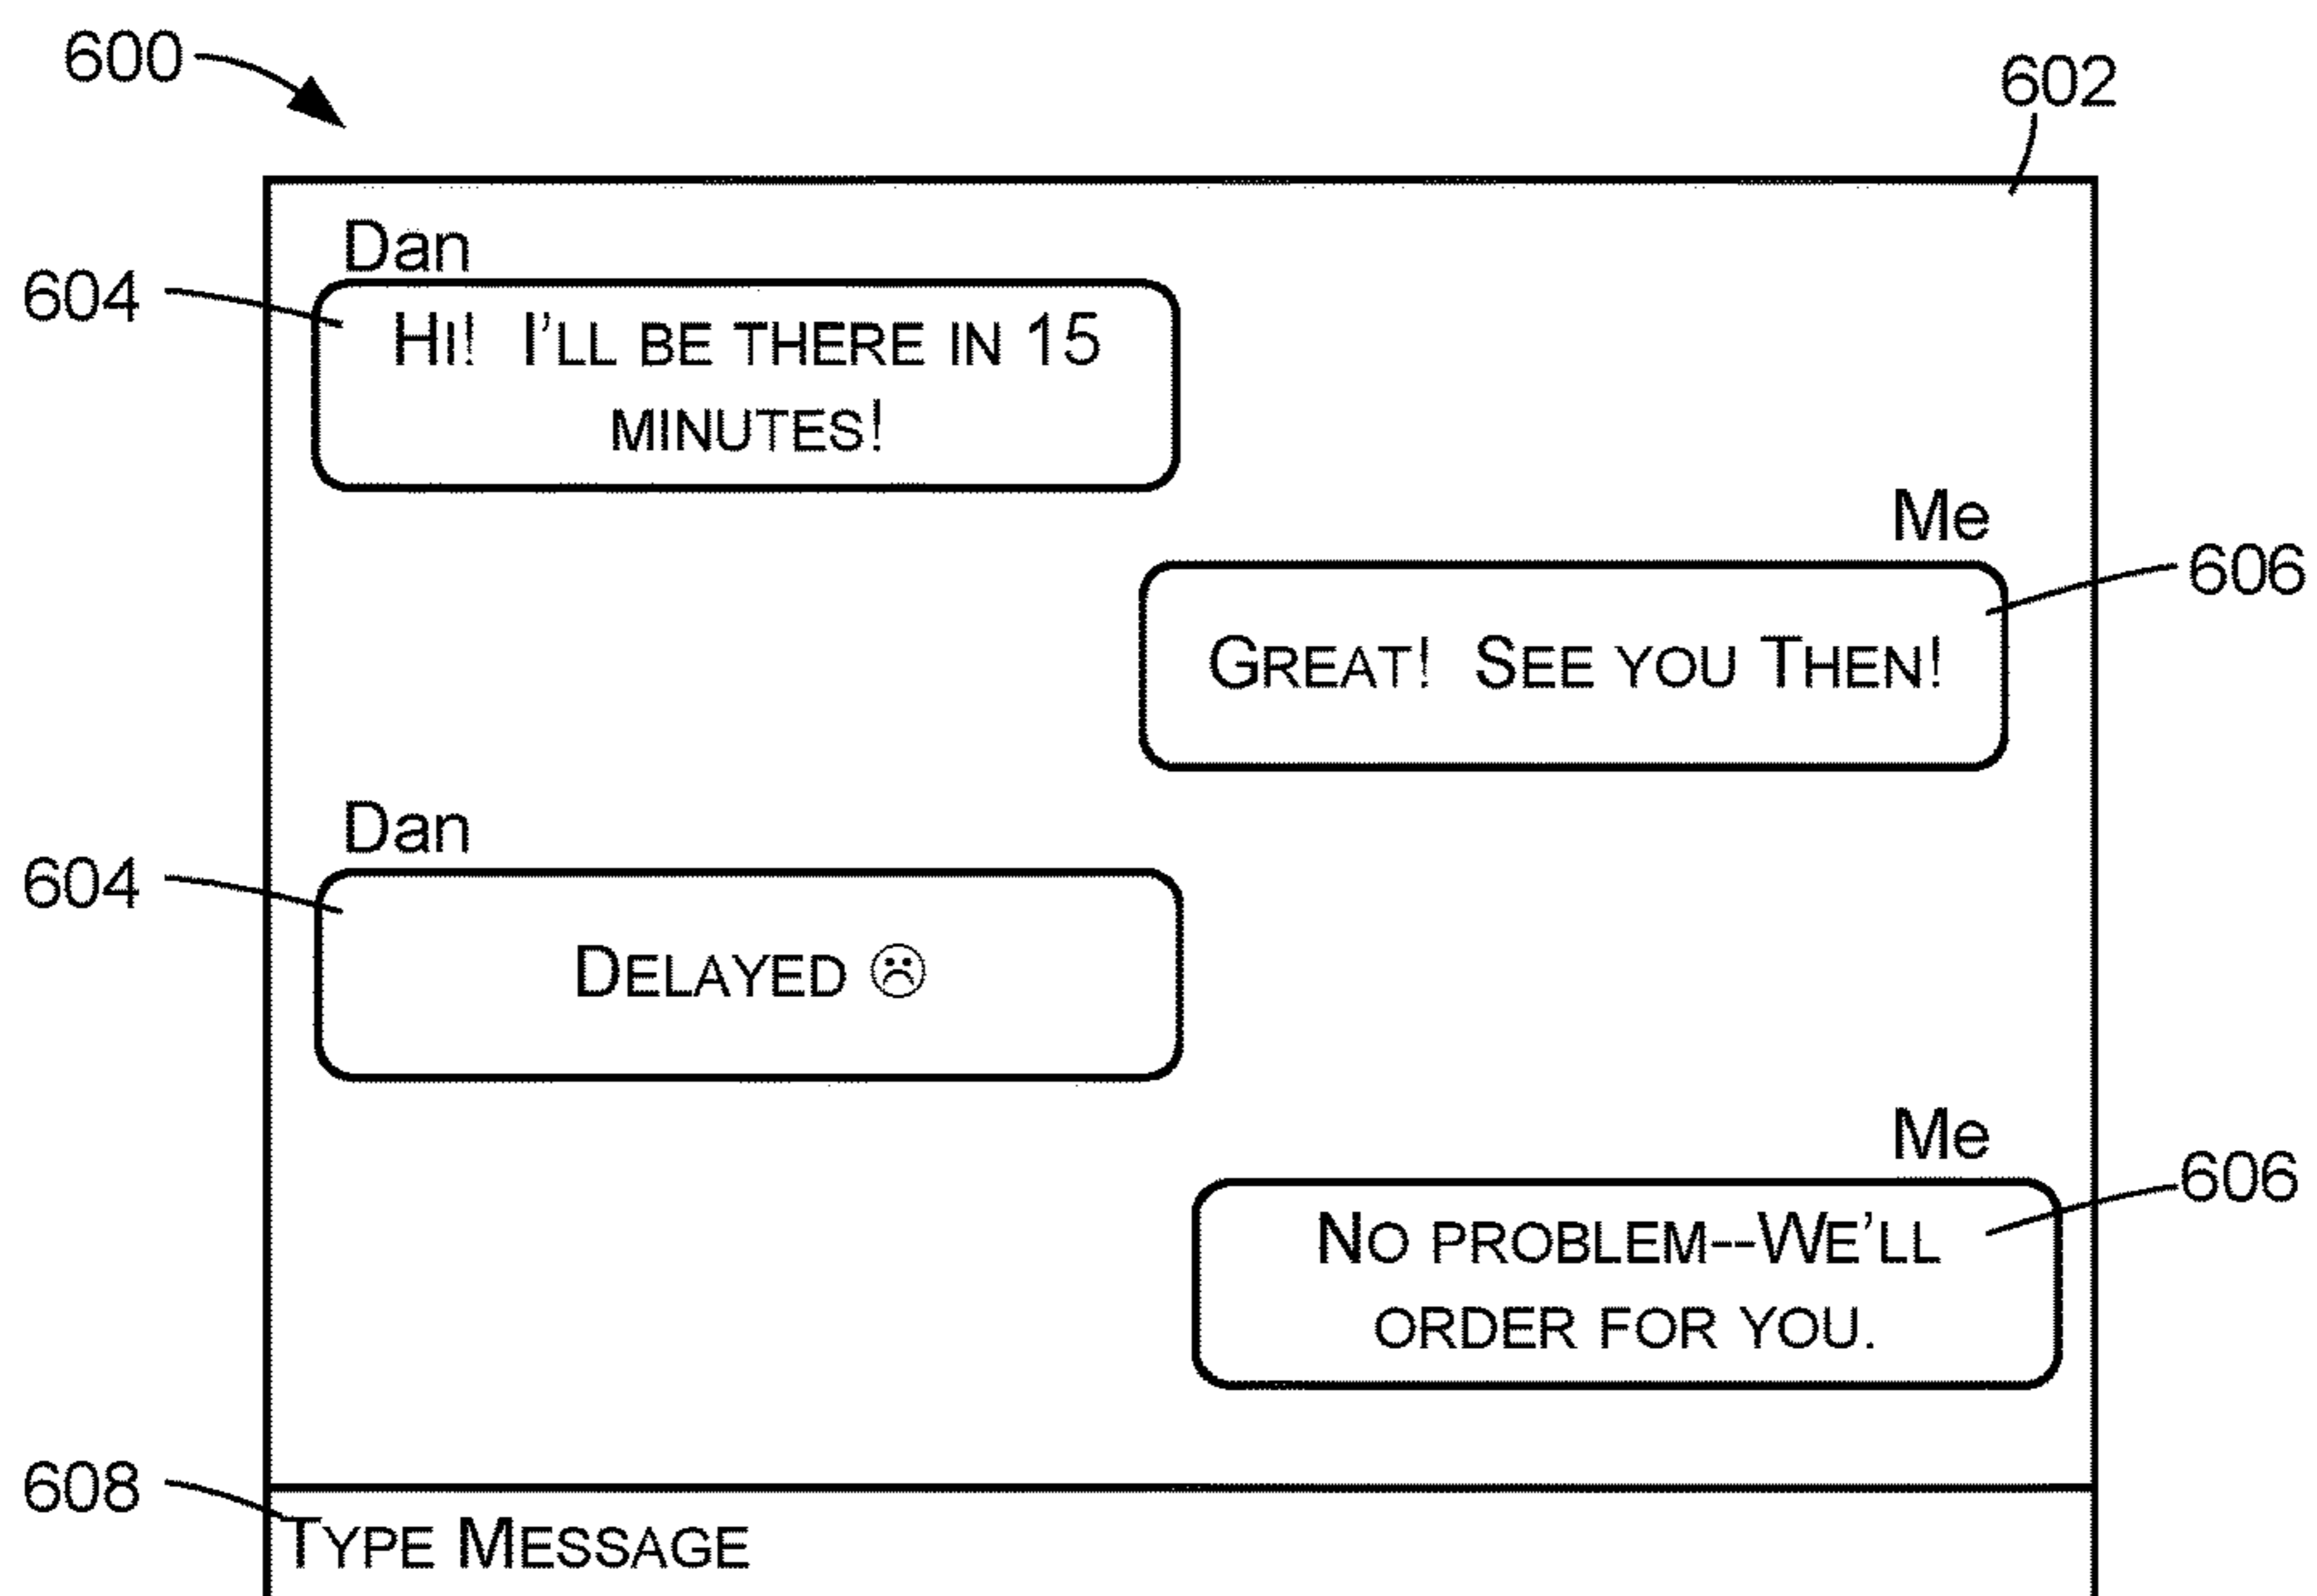 600
602
Dan
604
HI! I'LL BE THERE IN 15
MINUTES!
Me
606
GREAT! SEE YOU THEN!
Dan
604
DELAYED ☹
Me
606
NO PROBLEM--WE'LL
ORDER FOR YOU.
608
TYPE MESSAGE